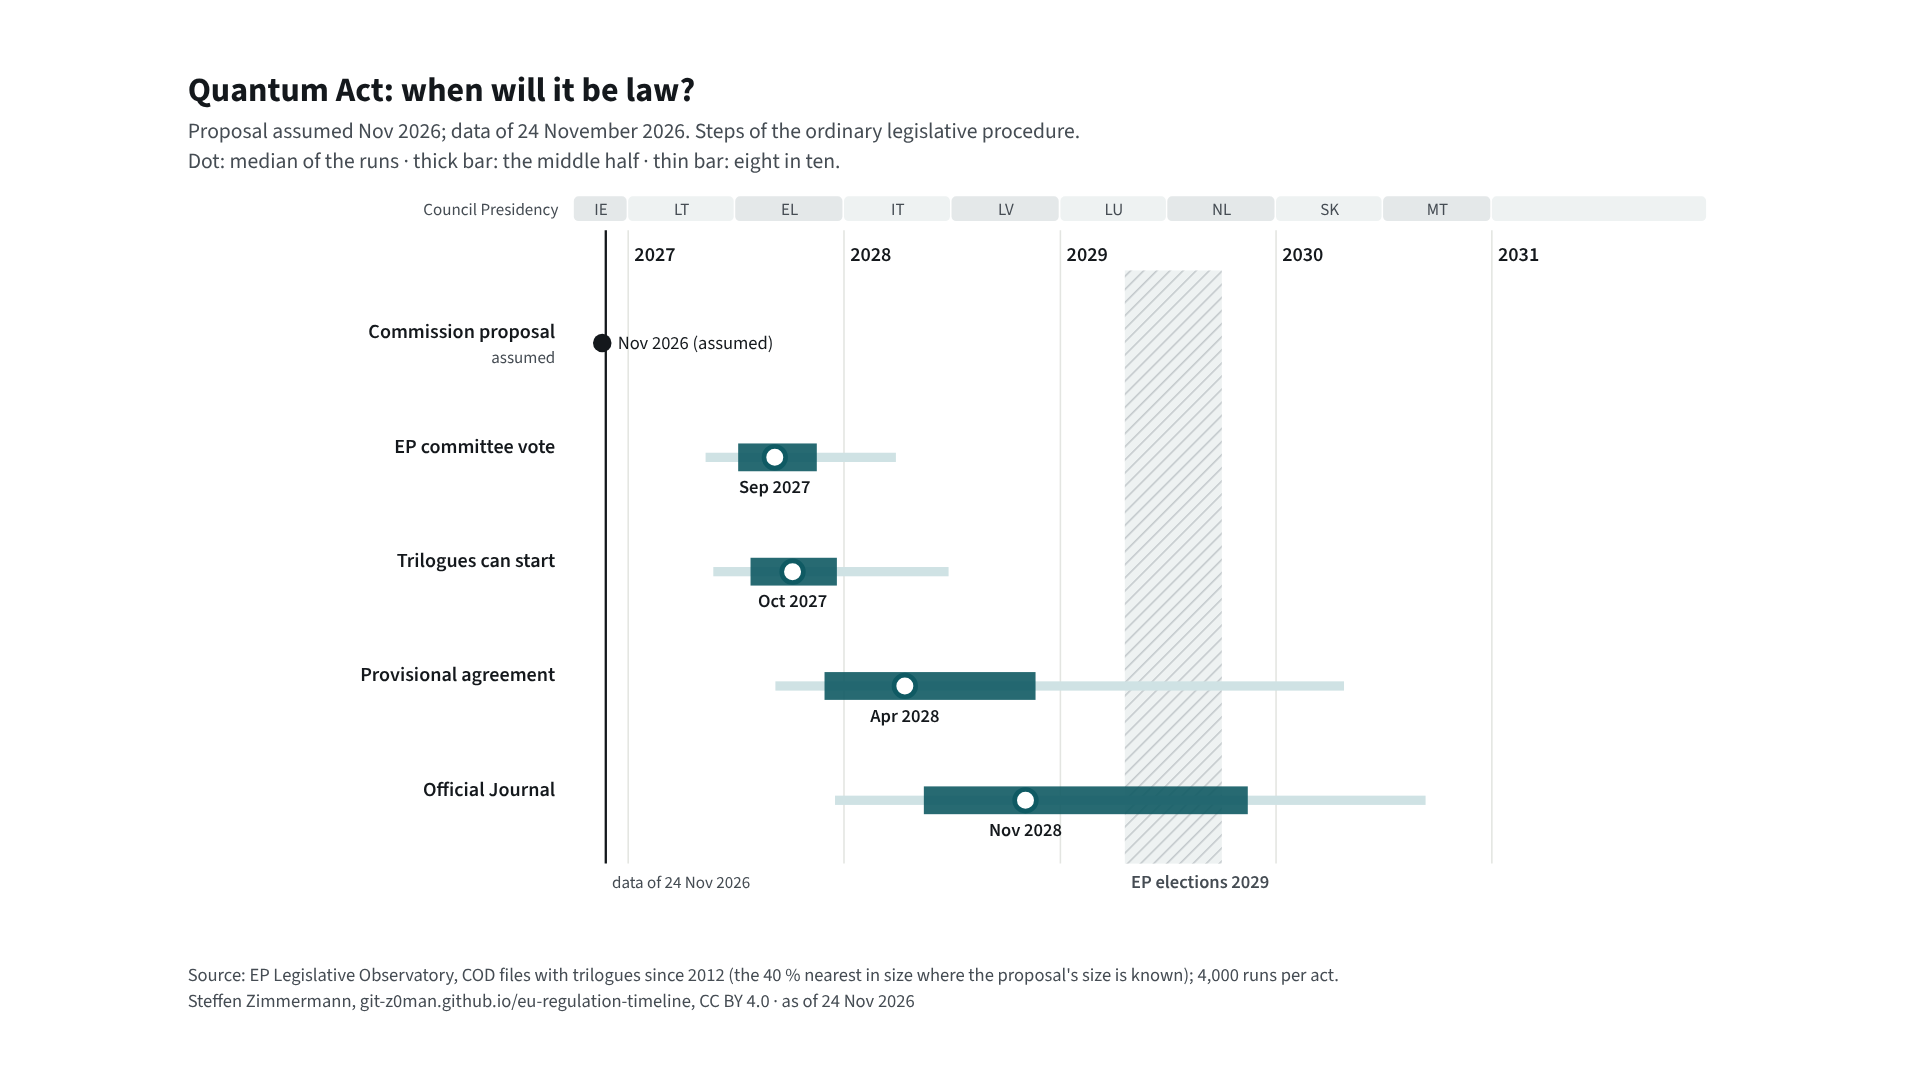 Quantum Act: when will it be law?
Proposal assumed Nov 2026; data of 24 November 2026. Steps of the ordinary legislative procedure.
Dot: median of the runs · thick bar: the middle half · thin bar: eight in ten.
Council Presidency IE LT EL IT LV LU NL SK MT
2027 2028 2029 2030 2031
Commission proposal
Nov 2026 (assumed)
assumed
EP committee vote
Sep 2027
Trilogues can start
Oct 2027
Provisional agreement
Apr 2028
Official Journal
Nov 2028
data of 24 Nov 2026 EP elections 2029
Source: EP Legislative Observatory, COD files with trilogues since 2012 (the 40 % nearest in size where the proposal's size is known); 4,000 runs per act.
Steffen Zimmermann, git-z0man.github.io/eu-regulation-timeline, CC BY 4.0 · as of 24 Nov 2026